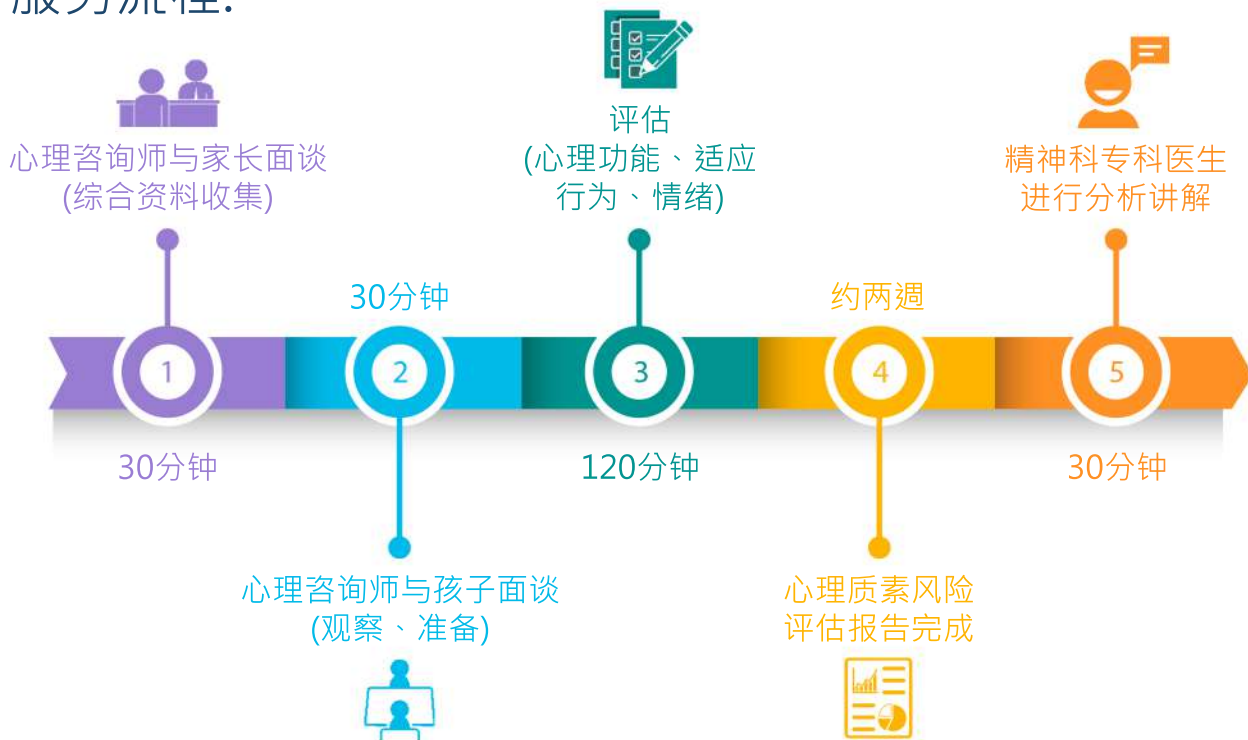 服务流程:
心理咨询师与家长面谈
(综合资料收集)
1
30分钟
30分钟
2
心理咨询师与孩子面谈
(观察、准备)
评估
(心理功能、适应
行为、情绪)
3
120分钟
约两週
4
心理质素风险
评估报告完成
精神科专科医生
进行分析讲解
5
30分钟